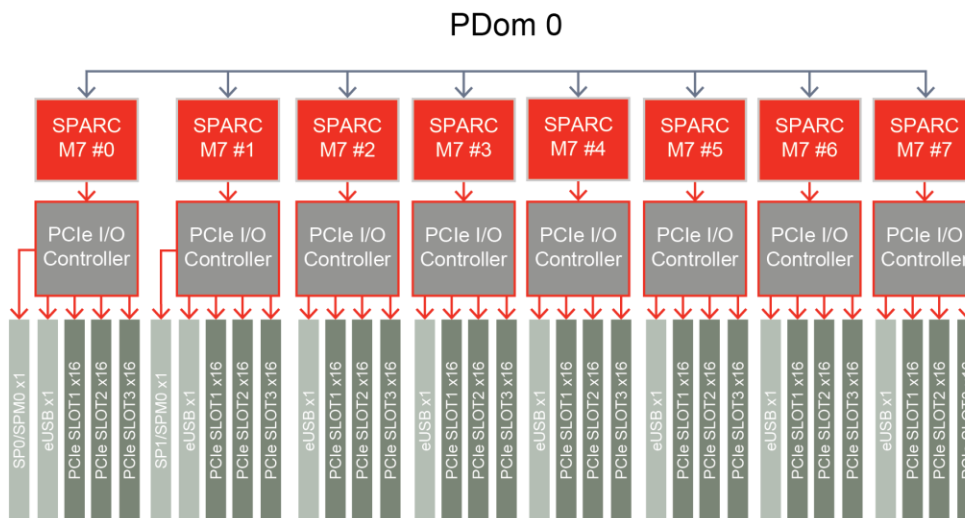 PDom 0
SPARC
M7 #0
SPARC
M7 #1
SPARC
M7 #2
SPARC
M7 #3
SPARC
M7 #4
SPARC
M7 #5
SPARC
M7 #6
SPARC
M7 #7
PCIe I/O
Controller
PCIe I/O
Controller
PCIe I/O
Controller
PCIe I/O
Controller
PCIe I/O
Controller
PCIe I/O
Controller
PCIe I/O
Controller
PCIe I/O
Controller
SP0/SPM0 x1
eUSB x1
PCIe SLOT1 x16
PCIe SLOT2 x16
PCIe SLOT3 x16
SP1/SPM0 x1
eUSB x1
PCIe SLOT1 x16
PCIe SLOT2 x16
PCIe SLOT3 x16
eUSB x1
PCIe SLOT1 x16
PCIe SLOT2 x16
PCIe SLOT3 x16
eUSB x1
PCIe SLOT1 x16
PCIe SLOT2 x16
PCIe SLOT3 x16
eUSB x1
PCIe SLOT1 x16
PCIe SLOT2 x16
PCIe SLOT3 x16
eUSB x1
PCIe SLOT1 x16
PCIe SLOT2 x16
PCIe SLOT3 x16
eUSB x1
PCIe SLOT1 x16
PCIe SLOT2 x16
PCIe SLOT3 x16
eUSB x1
PCIe SLOT1 x16
PCIe SLOT2 x16